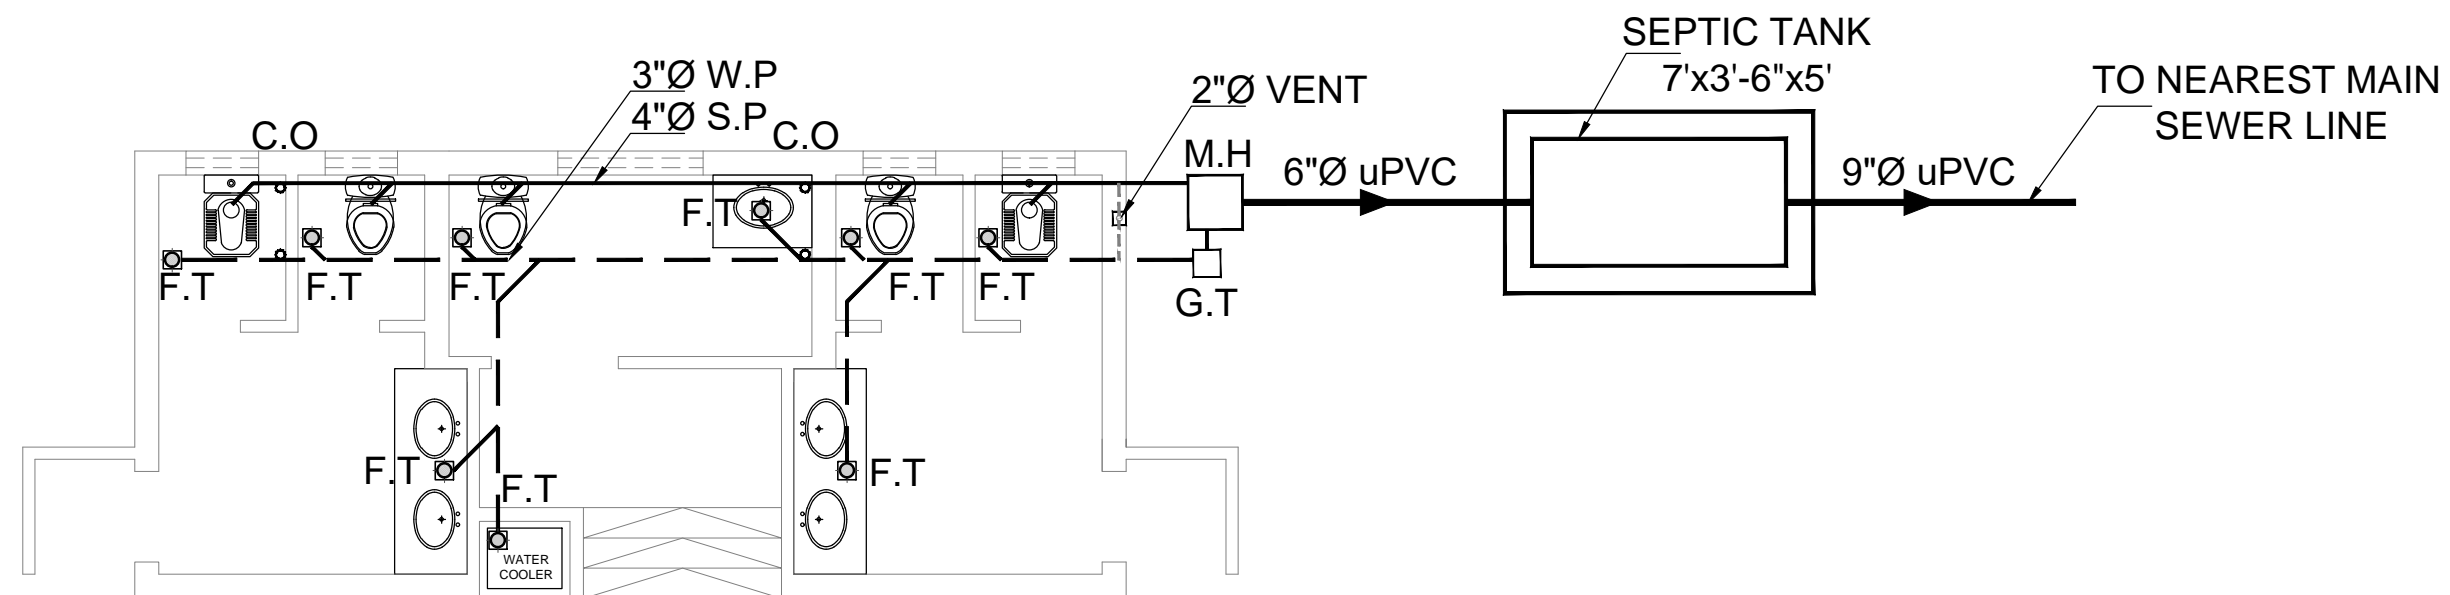 SEPTIC TANK
7'x3'-6"x5'
TO NEAREST MAIN
SEWER LINE
3"Ø W.P
4"Ø S.P
2"Ø VENT
C.O
C.O
M.H
6"Ø uPVC
9"Ø uPVC
F.T
F.T
F.T
F.T
F.T
F.T
G.T
F.T
F.T
F.T
WATER
COOLER